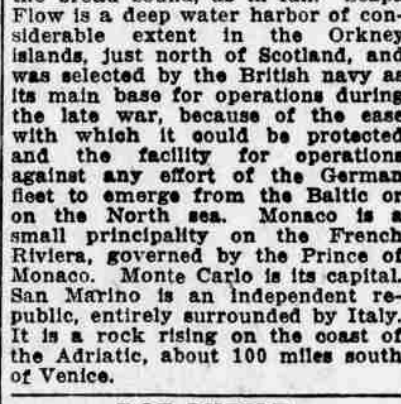 Flow is a deep water harbor of con-
siderable extent in the Orkney
islands, just north of Scotland, and
was selected by the British navy as
its main base for operations during
the late war, because of the ease
with which it could be protected
and the facility for operations
against any effort of the German
fleet to emerge from the Baltic or
on the North sea. Monaco is a
small principality on the French
Riviera, governed by the Prince of
Monaco. Monte Carlo is its capital.
San Marino is an independent re-
public, entirely surrounded by Italy.
It is a rock rising on the coast of
the Adriatic, about 100 miles south
of Venice.